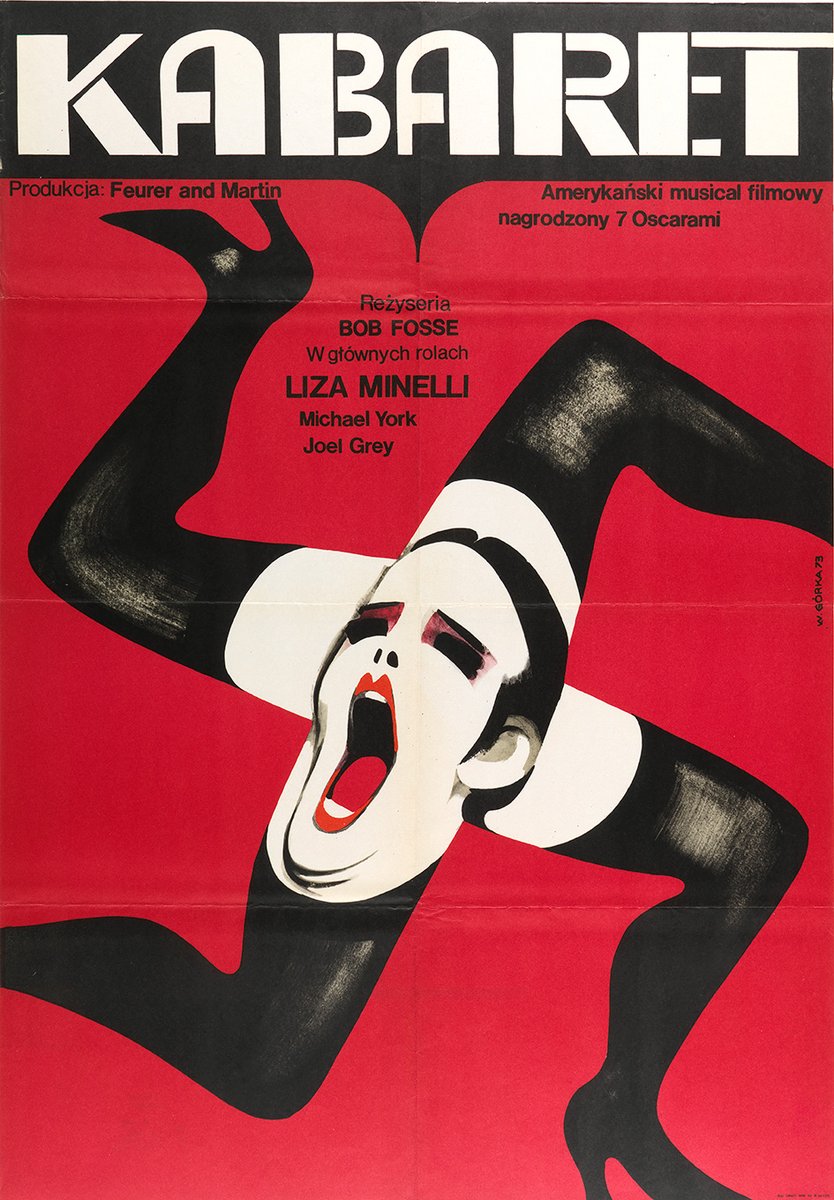 KABARET
Produkcja: Feurer and Martin
Amerykański musical filmowy
nagrodzony 7 Oscarami
Reżyseria
BOB FOSSE
W głównych rolach
LIZA MINELLI
Michael York
Joel Grey
W. GÓRKA 73